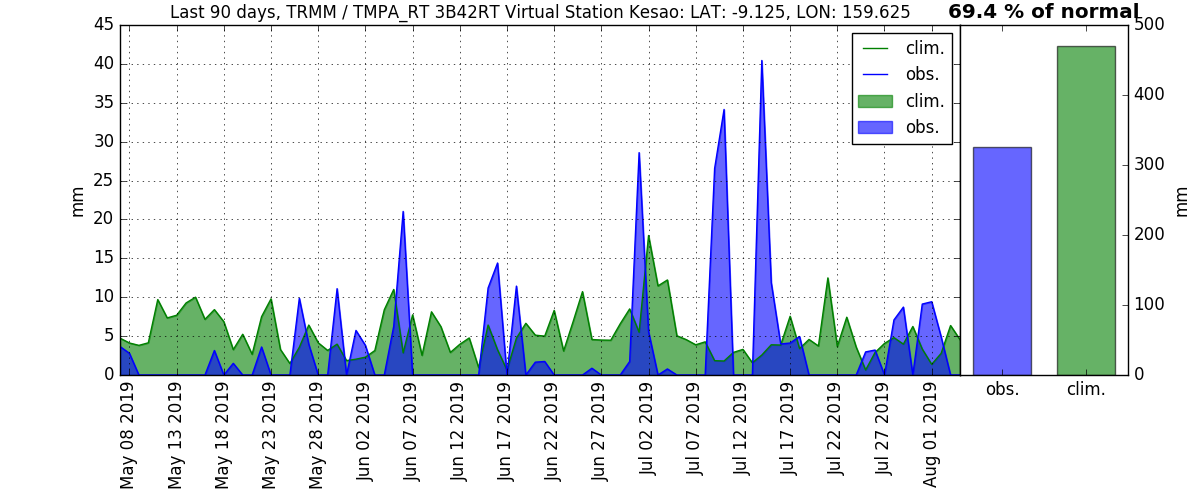 Last 90 days, TRMM / TMPA_RT 3B42RT Virtual Station Kesao: LAT: -9.125, LON: 159.625
69.4 % of normal
45
40
35
30
25
20
15
10
5
0
mm
clim.
obs.
clim.
obs.
May 08 2019
May 13 2019
May 18 2019
May 23 2019
May 28 2019
Jun 02 2019
Jun 07 2019
Jun 12 2019
Jun 17 2019
Jun 22 2019
Jun 27 2019
Jul 02 2019
Jul 07 2019
Jul 12 2019
Jul 17 2019
Jul 22 2019
Jul 27 2019
Aug 01 2019
500
400
300
200
100
0
mm
obs.
clim.